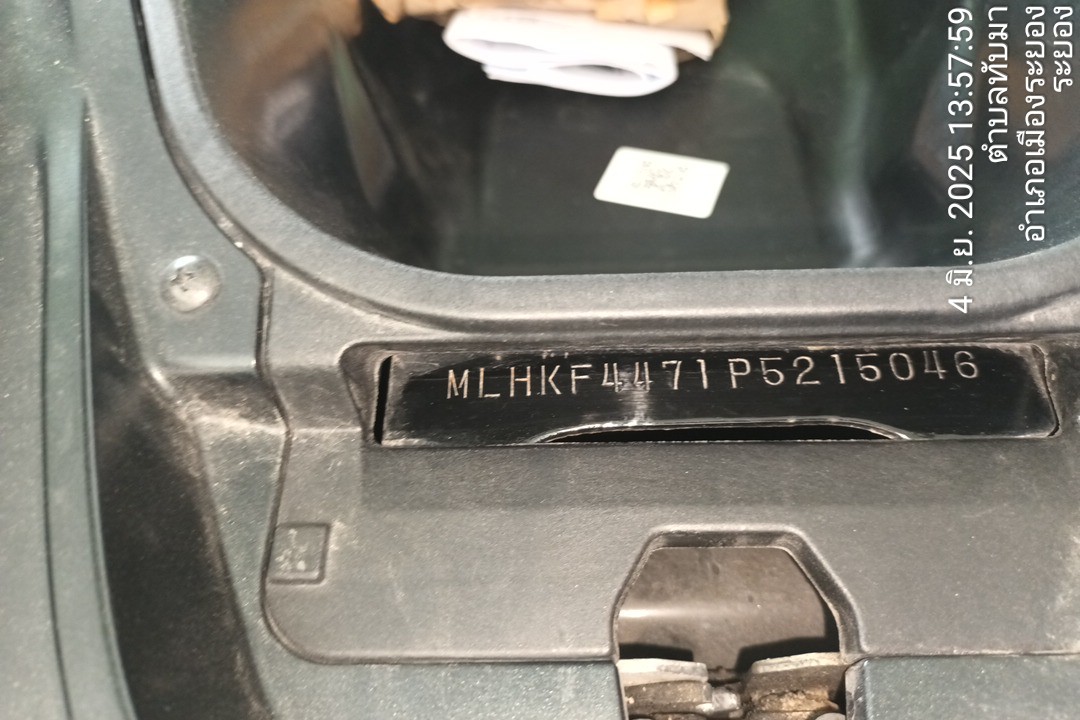 MLHKF4471P5215046
4 มิ.ย. 2025 13:57:59
ตำบลทับมา
อำเภอเมืองระยอง
ระยอง